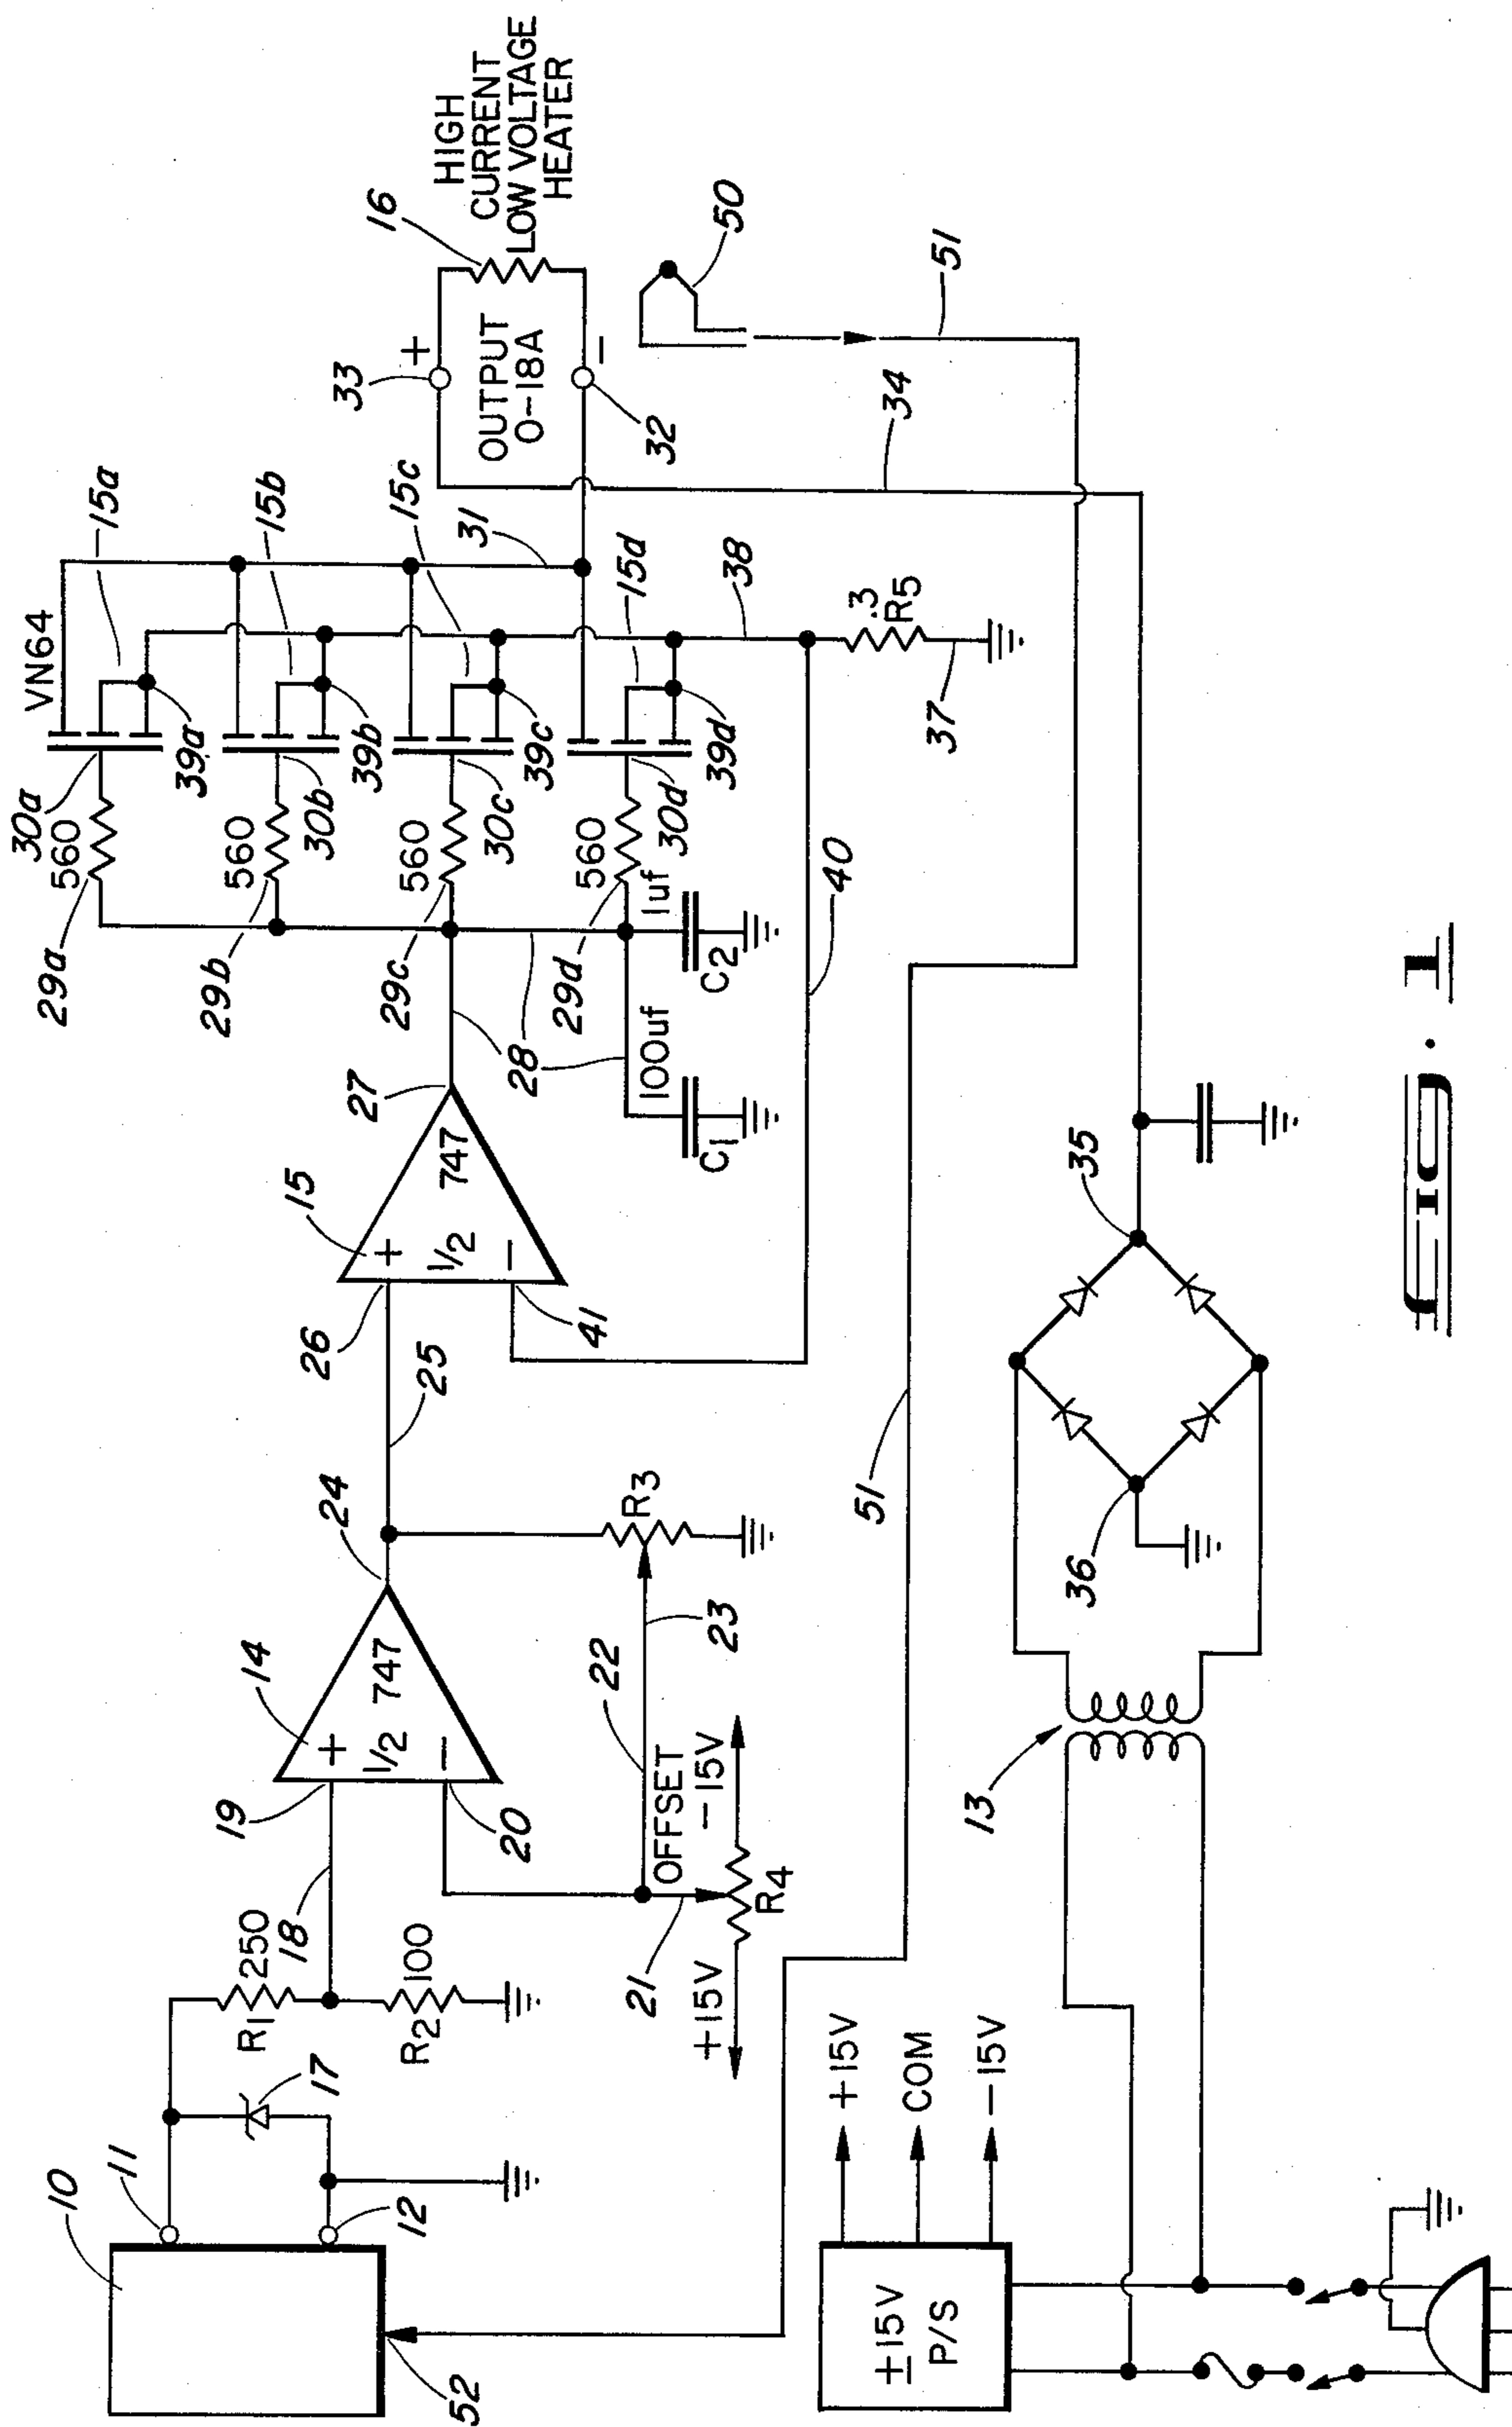 10
11
12
17
R1
250
R2
100
18
19
20
14
+
1/2
747
−
21
22
23
OFFSET
+15V
−15V
R4
R3
24
25
26
15
+
1/2
747
−
41
27
28
100uf
C1
1uf
C2
29a
560
30a
29b
560
30b
29c
560
30c
29d
560
30d
VN64
15a
39a
15b
39b
15c
39c
15d
39d
31
38
.3
R5
37
40
33
+
OUTPUT
0-18A
−
32
16
HIGH
CURRENT
LOW VOLTAGE
HEATER
50
51
34
51
52
±15V
P/S
+15V
COM
−15V
13
36
35
FIG. 1